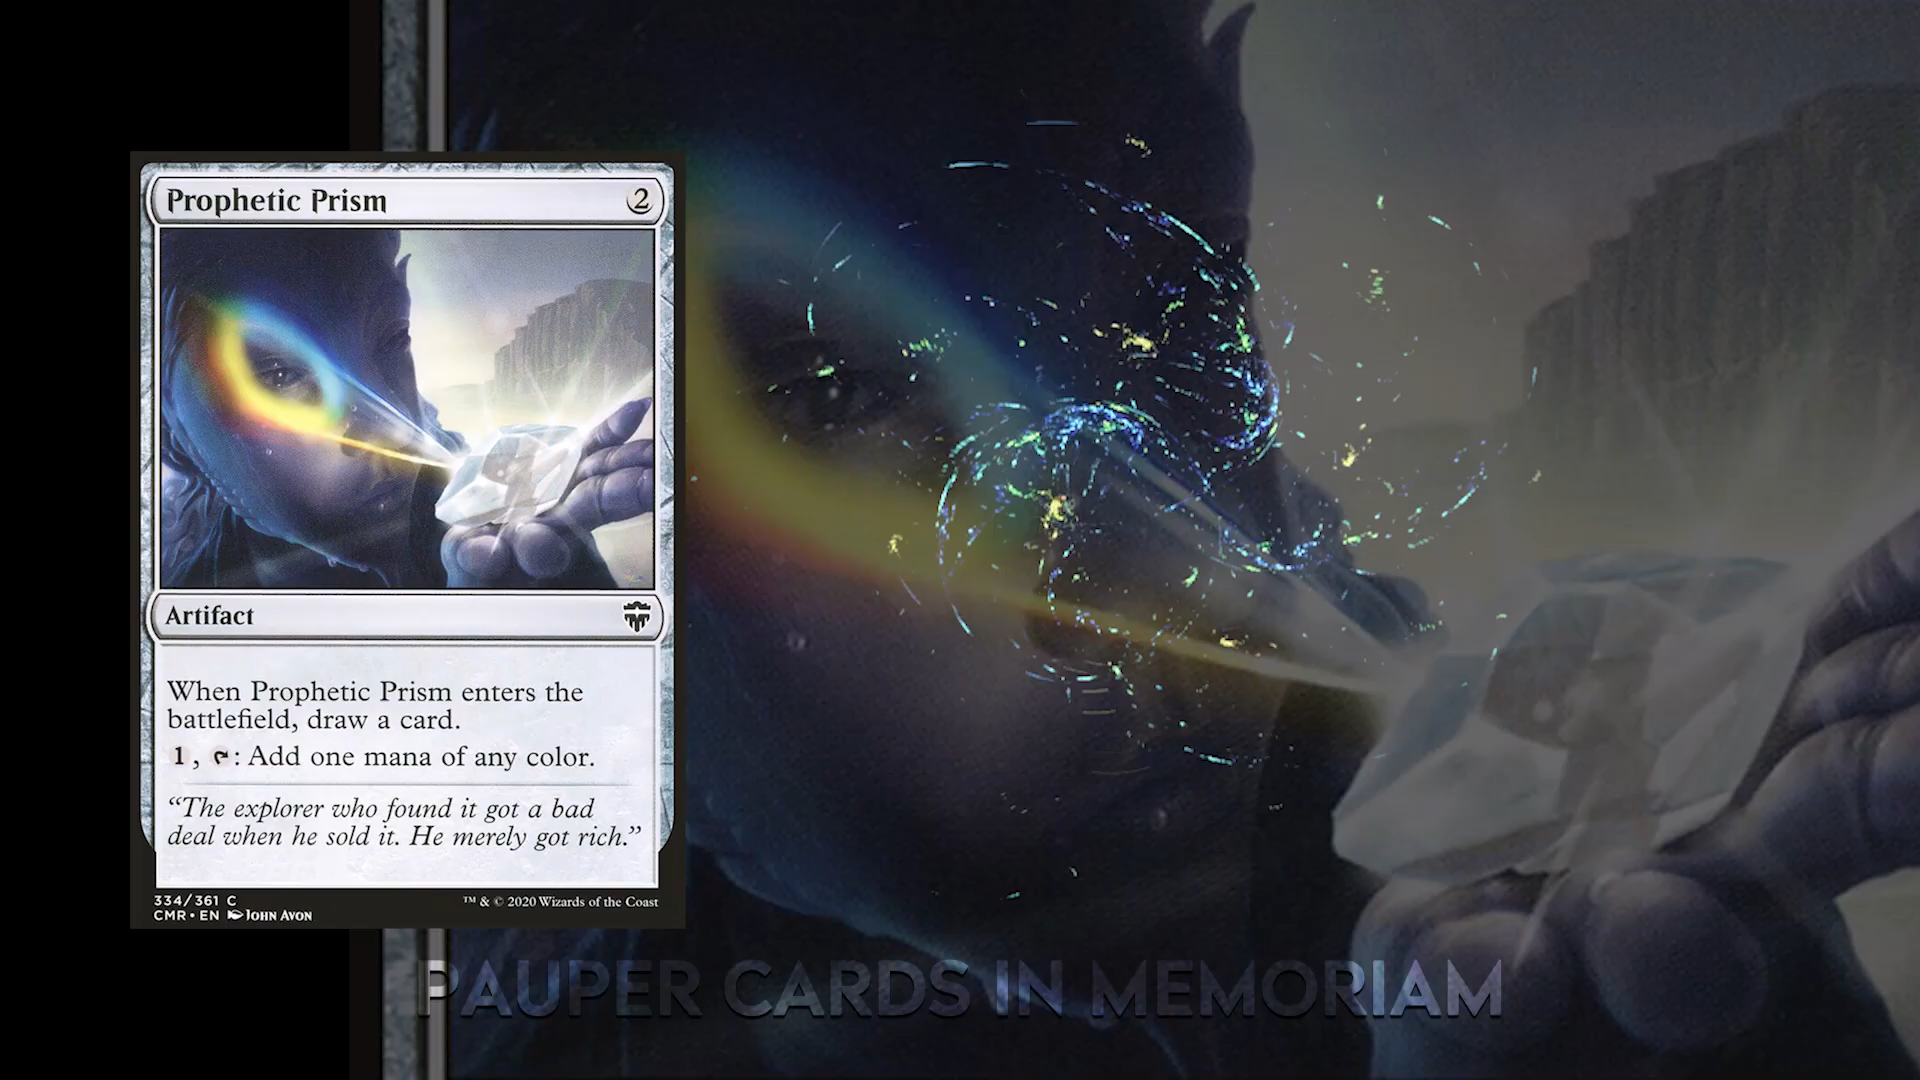 Prophetic Prism 2
Artifact
When Prophetic Prism enters the
battlefield, draw a card.
1, : Add one mana of any color.
“The explorer who found it got a bad
deal when he sold it. He merely got rich.”
334/361 C
CMR • EN John Avon
™ & © 2020 Wizards of the Coast
PAUPER CARDS IN MEMORIAM